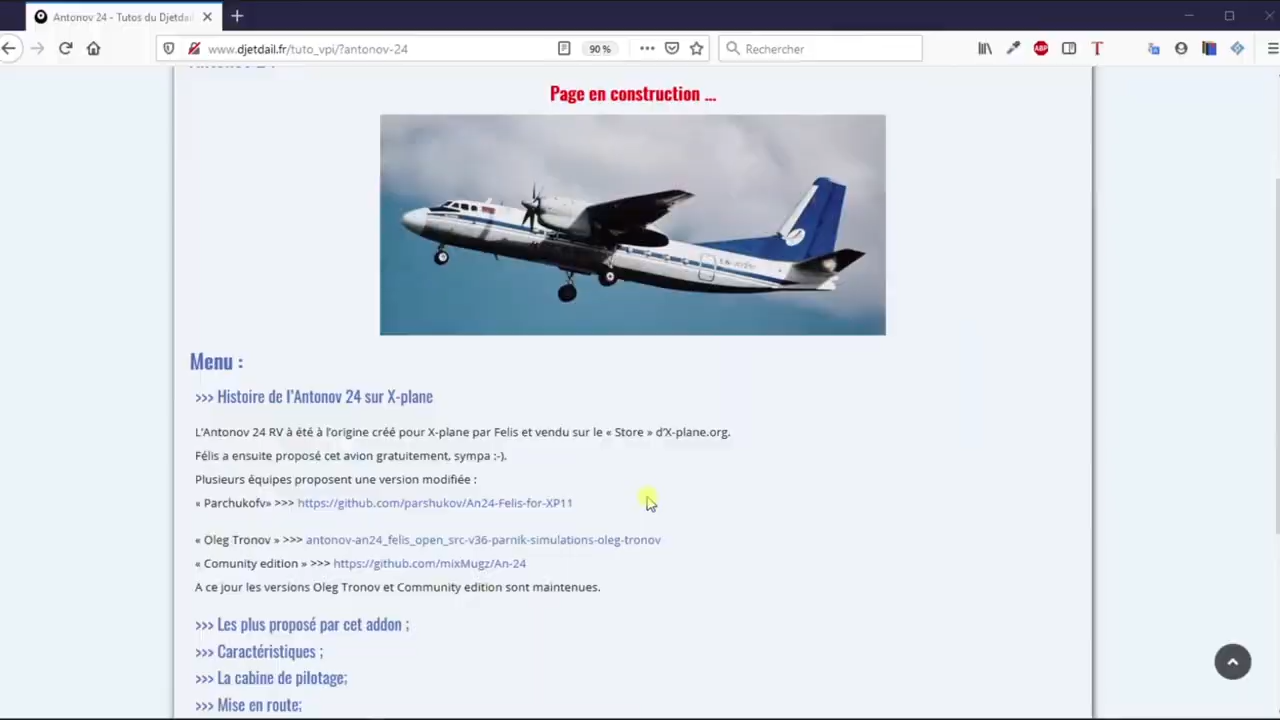 Antonov 24 - Tutos du Djetdail
www.djetdail.fr/tuto_vpi/?antonov-24
90 %
Rechercher
ABP
T
Antonov 24
Page en construction ...
Menu :
>>> Histoire de l'Antonov 24 sur X-plane
L'Antonov 24 RV à été à l'origine créé pour X-plane par Felis et vendu sur le « Store » d'X-plane.org.
Félis a ensuite proposé cet avion gratuitement, sympa :-).
Plusieurs équipes proposent une version modifiée :
« Parchukofv» >>> https://github.com/parshukov/An24-Felis-for-XP11
« Oleg Tronov » >>> antonov-an24_felis_open_src-v36-parnik-simulations-oleg-tronov
« Comunity edition » >>> https://github.com/mixMugz/An-24
A ce jour les versions Oleg Tronov et Community edition sont maintenues.
>>> Les plus proposé par cet addon ;
>>> Caractéristiques ;
>>> La cabine de pilotage;
>>> Mise en route;